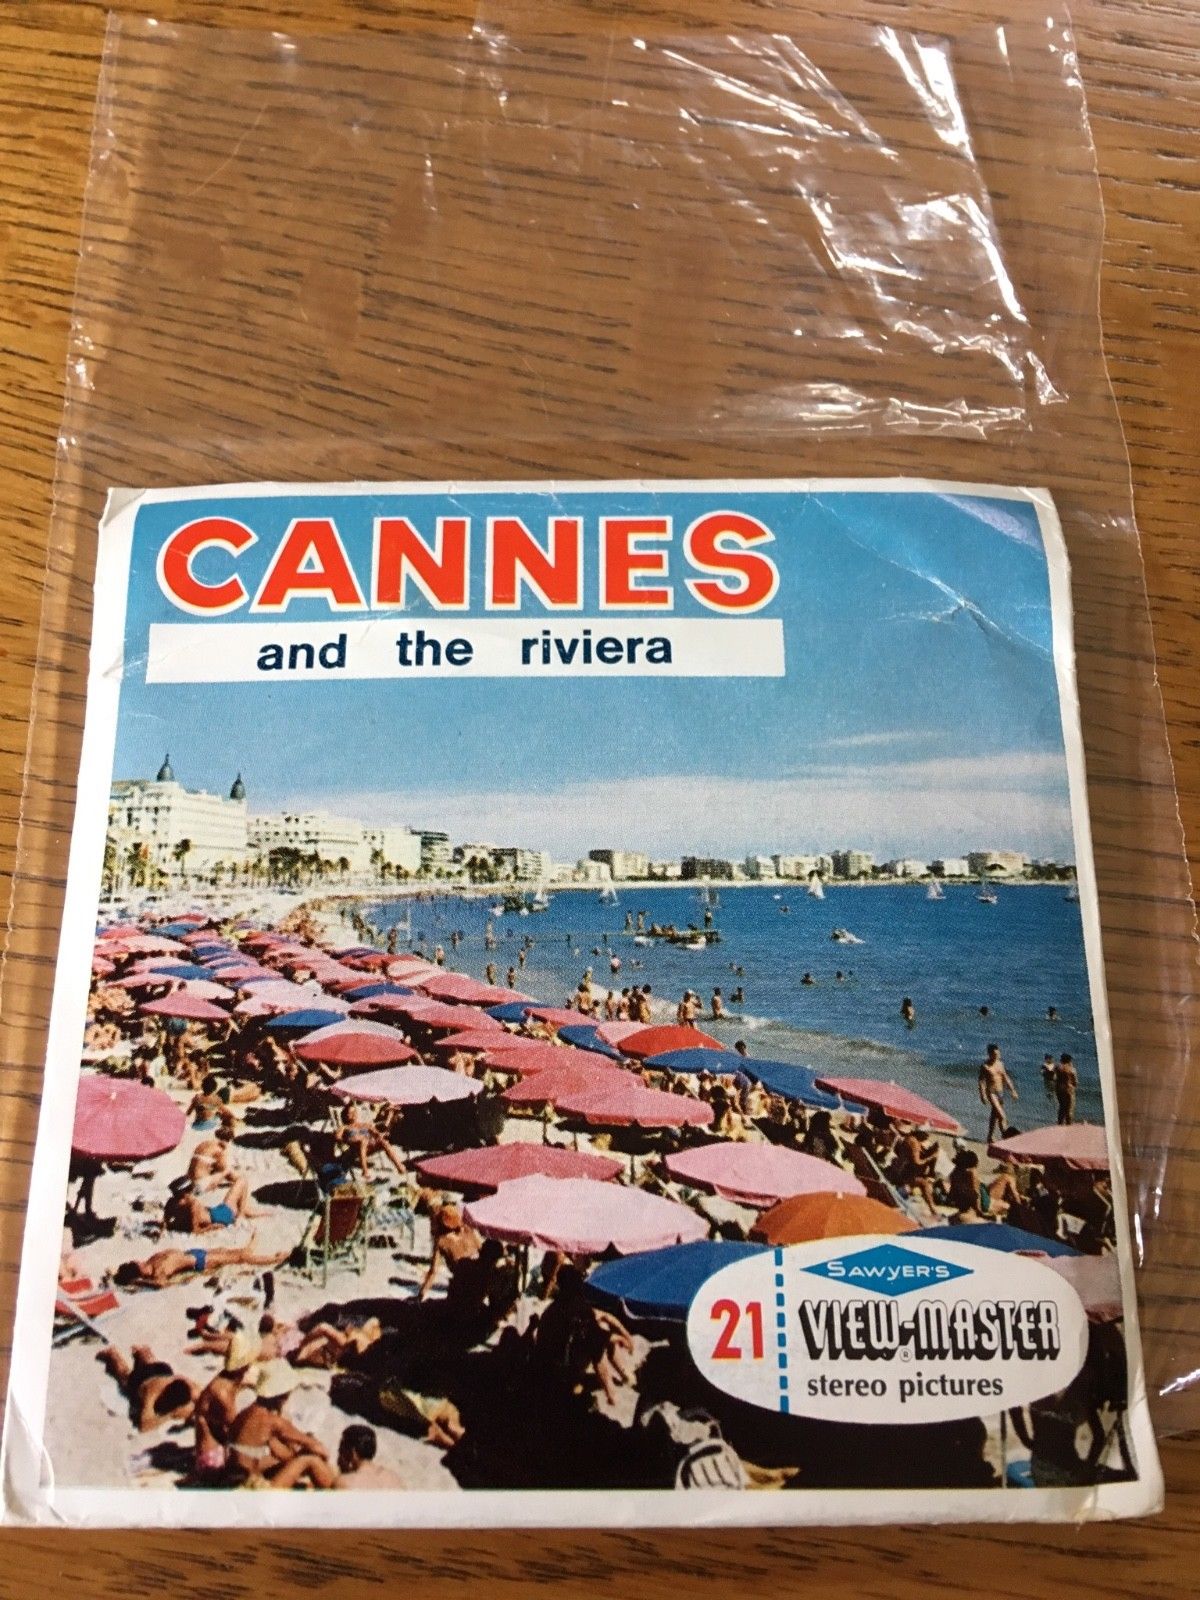 CANNES
and the riviera
SAWYER'S
21 VIEW-MASTER ®
stereo pictures